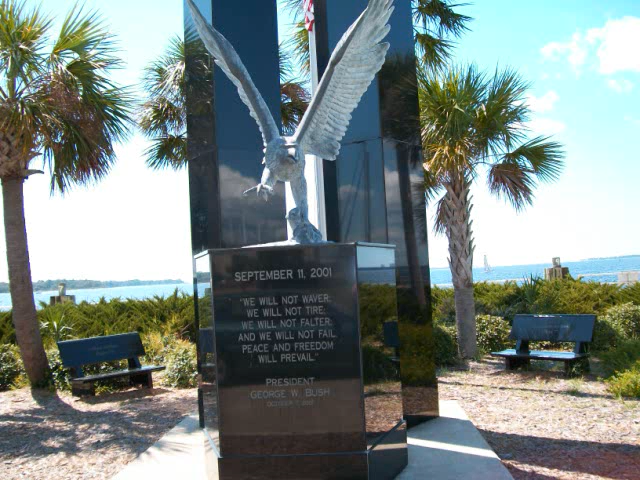 SEPTEMBER 11, 2001
"WE WILL NOT WAVER;
WE WILL NOT TIRE;
WE WILL NOT FALTER;
AND WE WILL NOT FAIL.
PEACE AND FREEDOM
WILL PREVAIL."
PRESIDENT
GEORGE W. BUSH